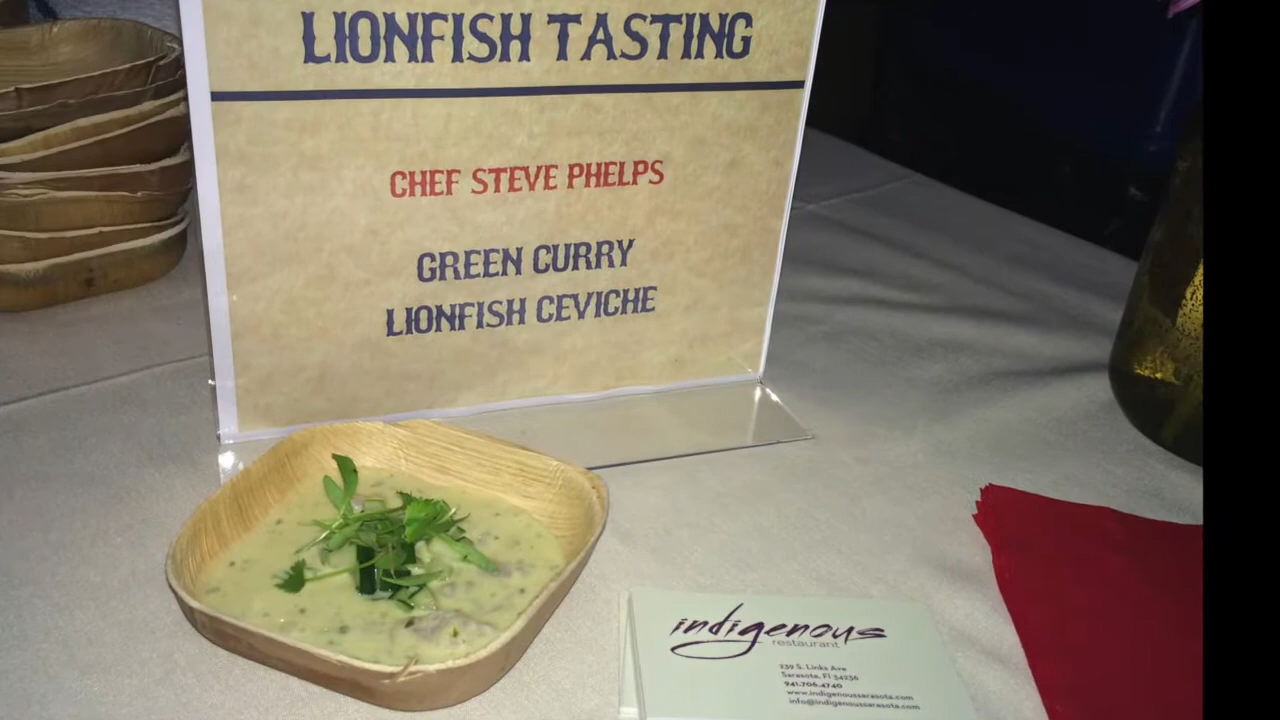 LIONFISH TASTING
CHEF STEVE PHELPS
GREEN CURRY
LIONFISH CEVICHE
indigenous
restaurant
239 S. Links Ave
Sarasota, Fl 34236
941.706.4740
www.indigenoussarasota.com
info@indigenoussarasota.com